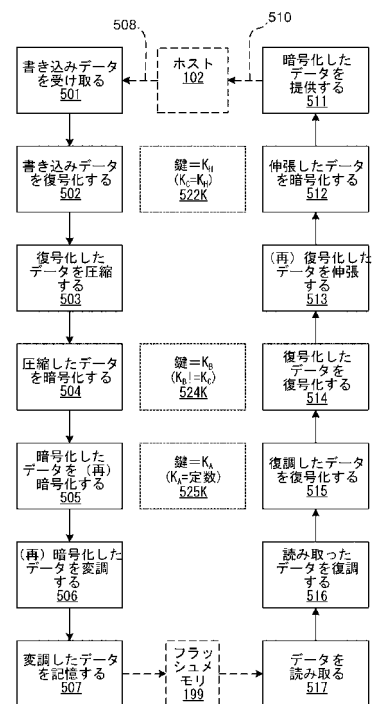 508
510
書き込みデータ
を受け取る
501
ホスト
102
暗号化した
データを
提供する
511
書き込みデータ
を復号化する
502
鍵=KH
(KC=KH)
522K
伸張したデータ
を暗号化する
512
復号化した
データを圧縮
する
503
(再)復号化した
データを伸張
する
513
圧縮したデータ
を暗号化する
504
鍵=KB
(KB!=KC)
524K
復号化した
データを
復号化する
514
暗号化した
データを(再)
暗号化する
505
鍵=KA
(KA=定数)
525K
復調したデータ
を復号化する
515
(再)暗号化した
データを変調
する
506
読み取った
データを復調
する
516
変調したデータ
を記憶する
507
フラッ
シュメ
モリ
199
データを
読み取る
517